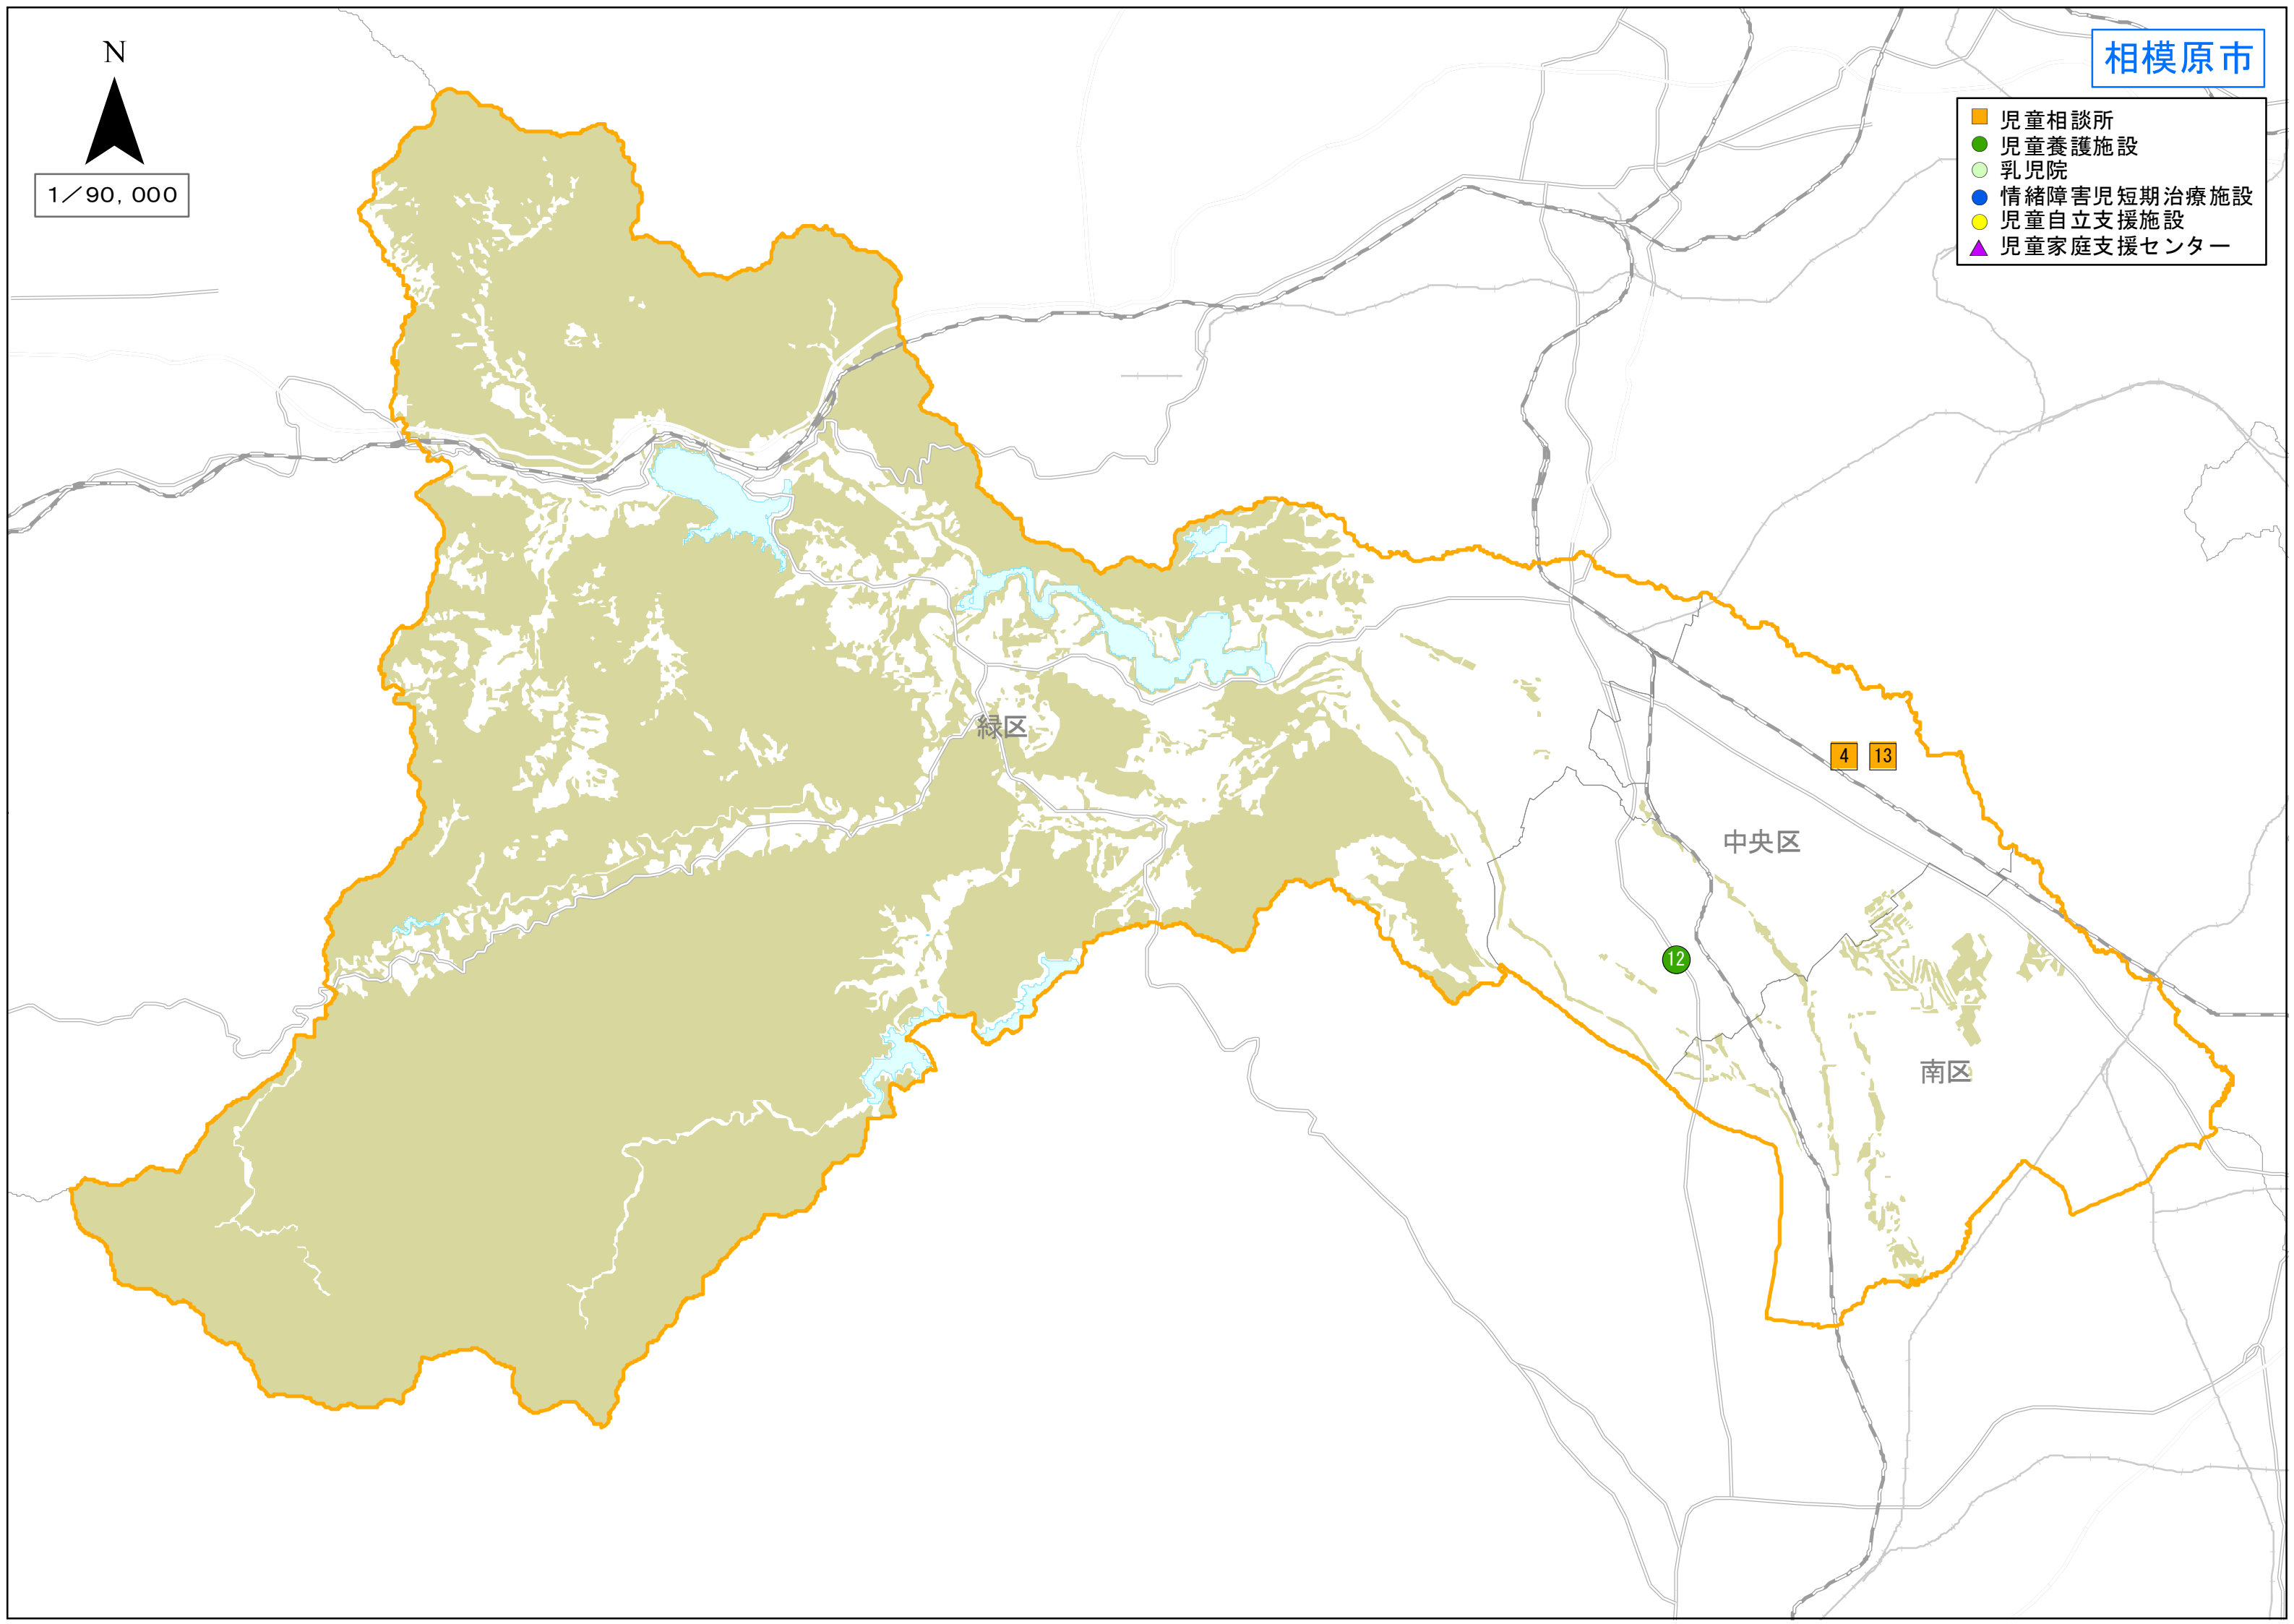 N
1／90,000
相模原市
児童相談所
児童養護施設
乳児院
情緒障害児短期治療施設
児童自立支援施設
児童家庭支援センター
緑区
4 13
中央区
12
南区